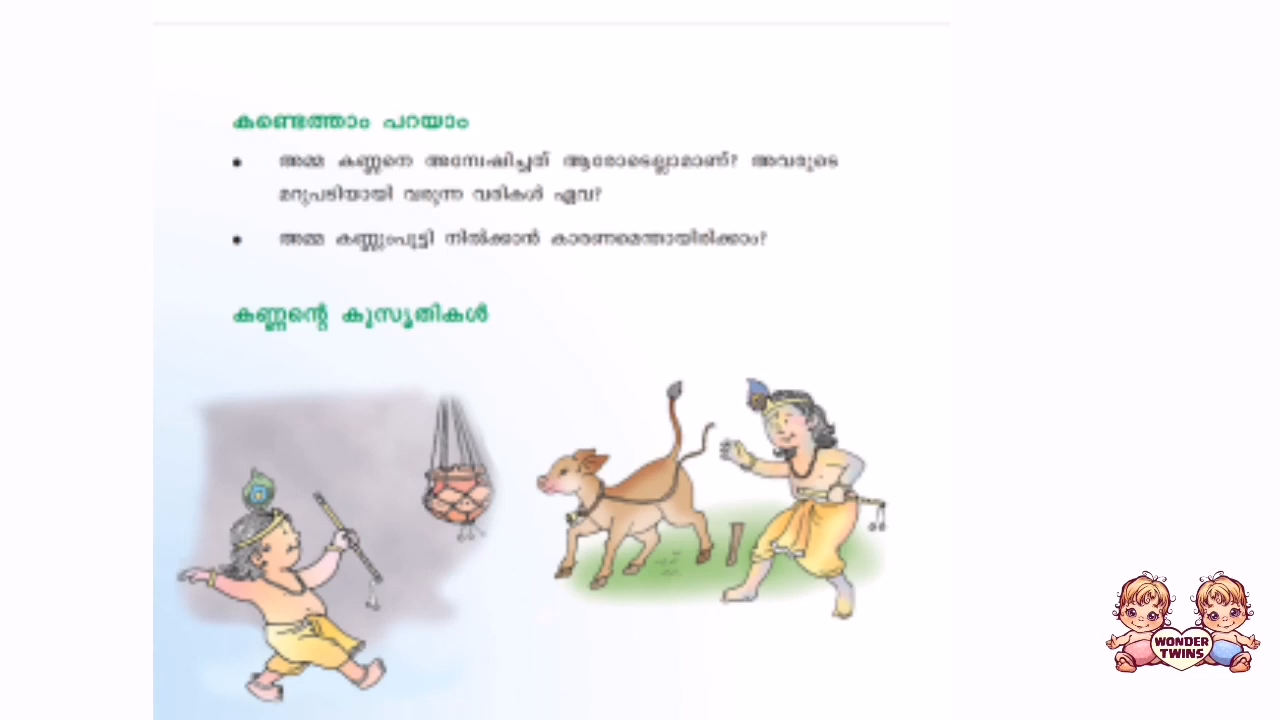 കണ്ടെത്താം പറയാം
• അമ്മ കണ്ണനെ അന്വേഷിച്ചത് ആരോടെല്ലാമാണ്? അവരുടെ
മറുപടിയായി വരുന്ന വരികൾ ഏവ?
• അമ്മ കണ്ണുംപൂട്ടി നിൽക്കാൻ കാരണമെന്തായിരിക്കാം?
കണ്ണന്റെ കുസൃതികൾ
WONDER
TWINS